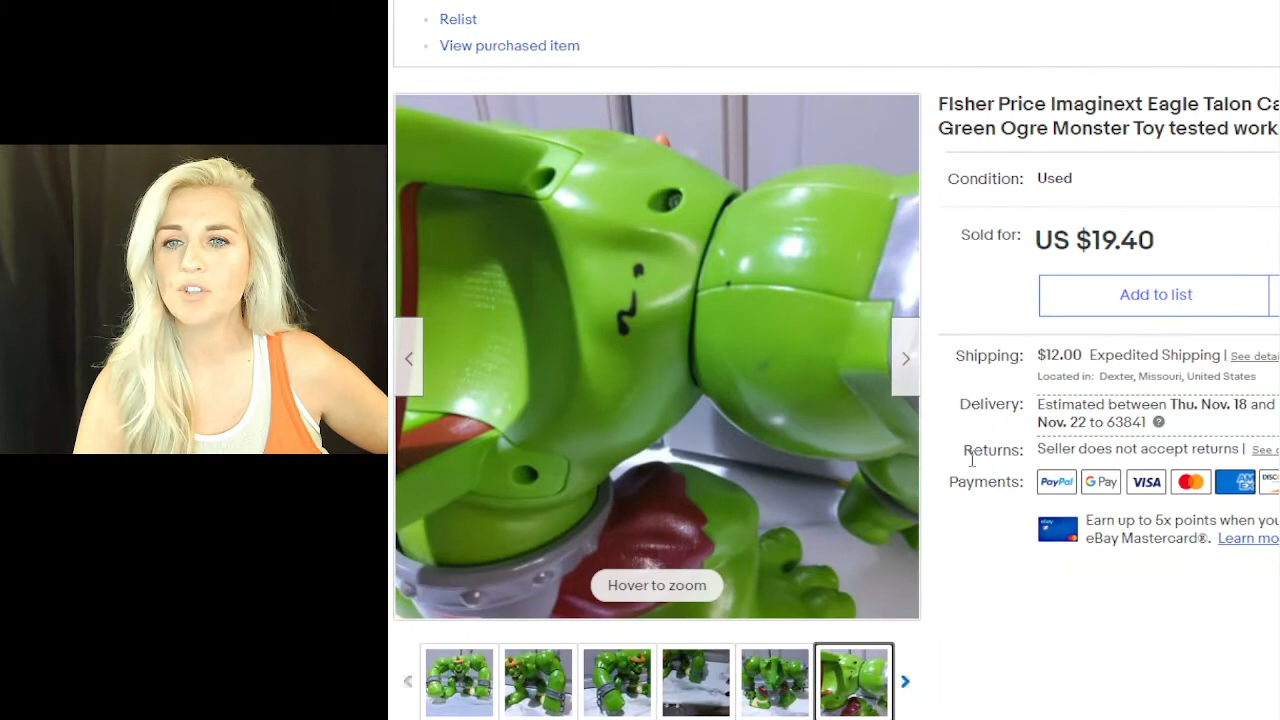 Relist
View purchased item
FIsher Price Imaginext Eagle Talon Ca
Green Ogre Monster Toy tested work
Condition: Used
Sold for: US $19.40
Add to list
Shipping: $12.00 Expedited Shipping | See detai
Located in: Dexter, Missouri, United States
Delivery: Estimated between Thu. Nov. 18 and
Nov. 22 to 63841
Returns: Seller does not accept returns | See d
Payments: PayPal G Pay VISA
Earn up to 5x points when you
eBay Mastercard®. Learn mo
Hover to zoom